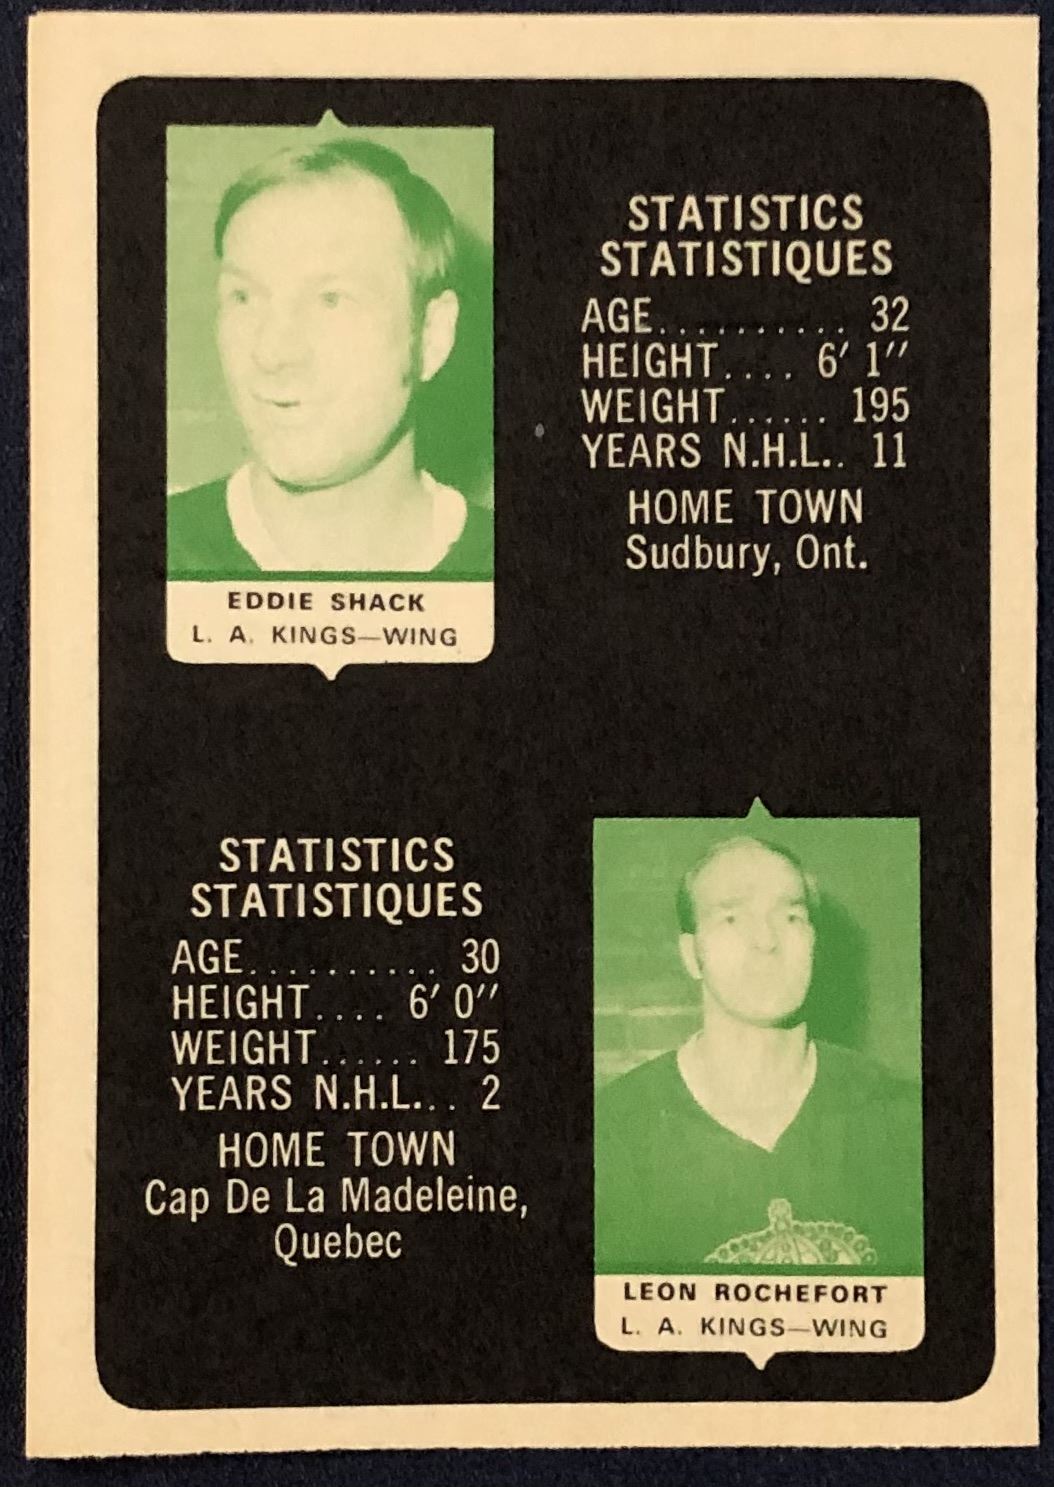 STATISTICS
STATISTIQUES
AGE.......... 32
HEIGHT.... 6′ 1″
WEIGHT...... 195
YEARS N.H.L.. 11
HOME TOWN
Sudbury, Ont.
EDDIE SHACK
L. A. KINGS—WING
STATISTICS
STATISTIQUES
AGE.......... 30
HEIGHT.... 6′ 0″
WEIGHT...... 175
YEARS N.H.L... 2
HOME TOWN
Cap De La Madeleine,
Quebec
LEON ROCHEFORT
L. A. KINGS—WING